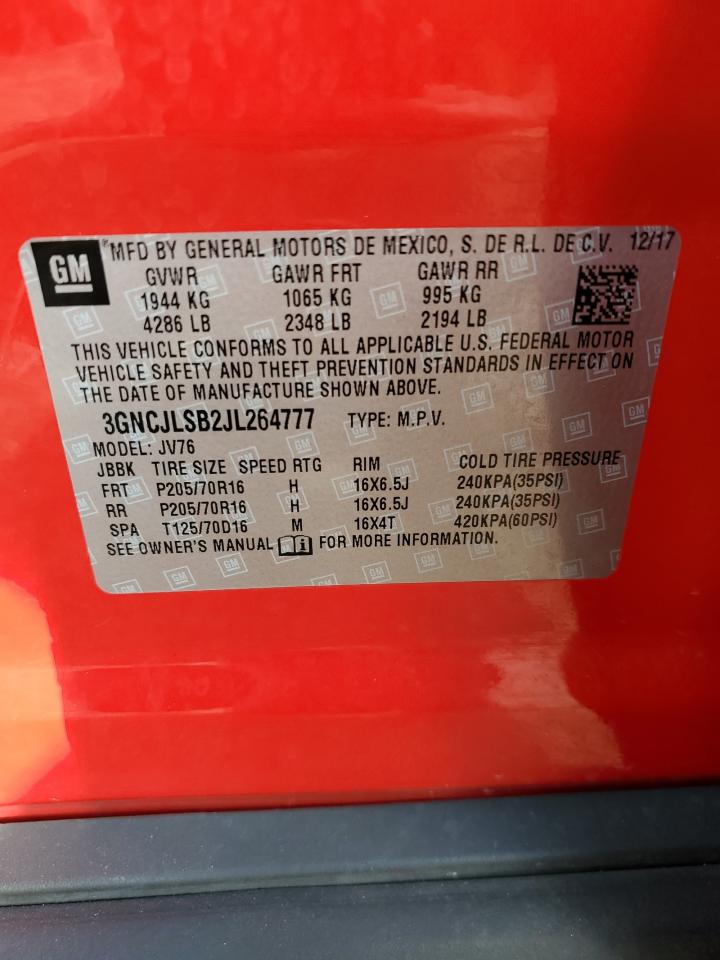 GM
®MFD BY GENERAL MOTORS DE MEXICO, S. DE R.L. DE C.V. 12/17
GVWR GAWR FRT GAWR RR
1944 KG 1065 KG 995 KG
4286 LB 2348 LB 2194 LB
THIS VEHICLE CONFORMS TO ALL APPLICABLE U.S. FEDERAL MOTOR
VEHICLE SAFETY AND THEFT PREVENTION STANDARDS IN EFFECT ON
THE DATE OF MANUFACTURE SHOWN ABOVE.
3GNCJLSB2JL264777 TYPE: M.P.V.
MODEL: JV76
JBBK TIRE SIZE SPEED RTG RIM COLD TIRE PRESSURE
FRT P205/70R16 H 16X6.5J 240KPA(35PSI)
RR P205/70R16 H 16X6.5J 240KPA(35PSI)
SPA T125/70D16 M 16X4T 420KPA(60PSI)
SEE OWNER'S MANUAL i FOR MORE INFORMATION.